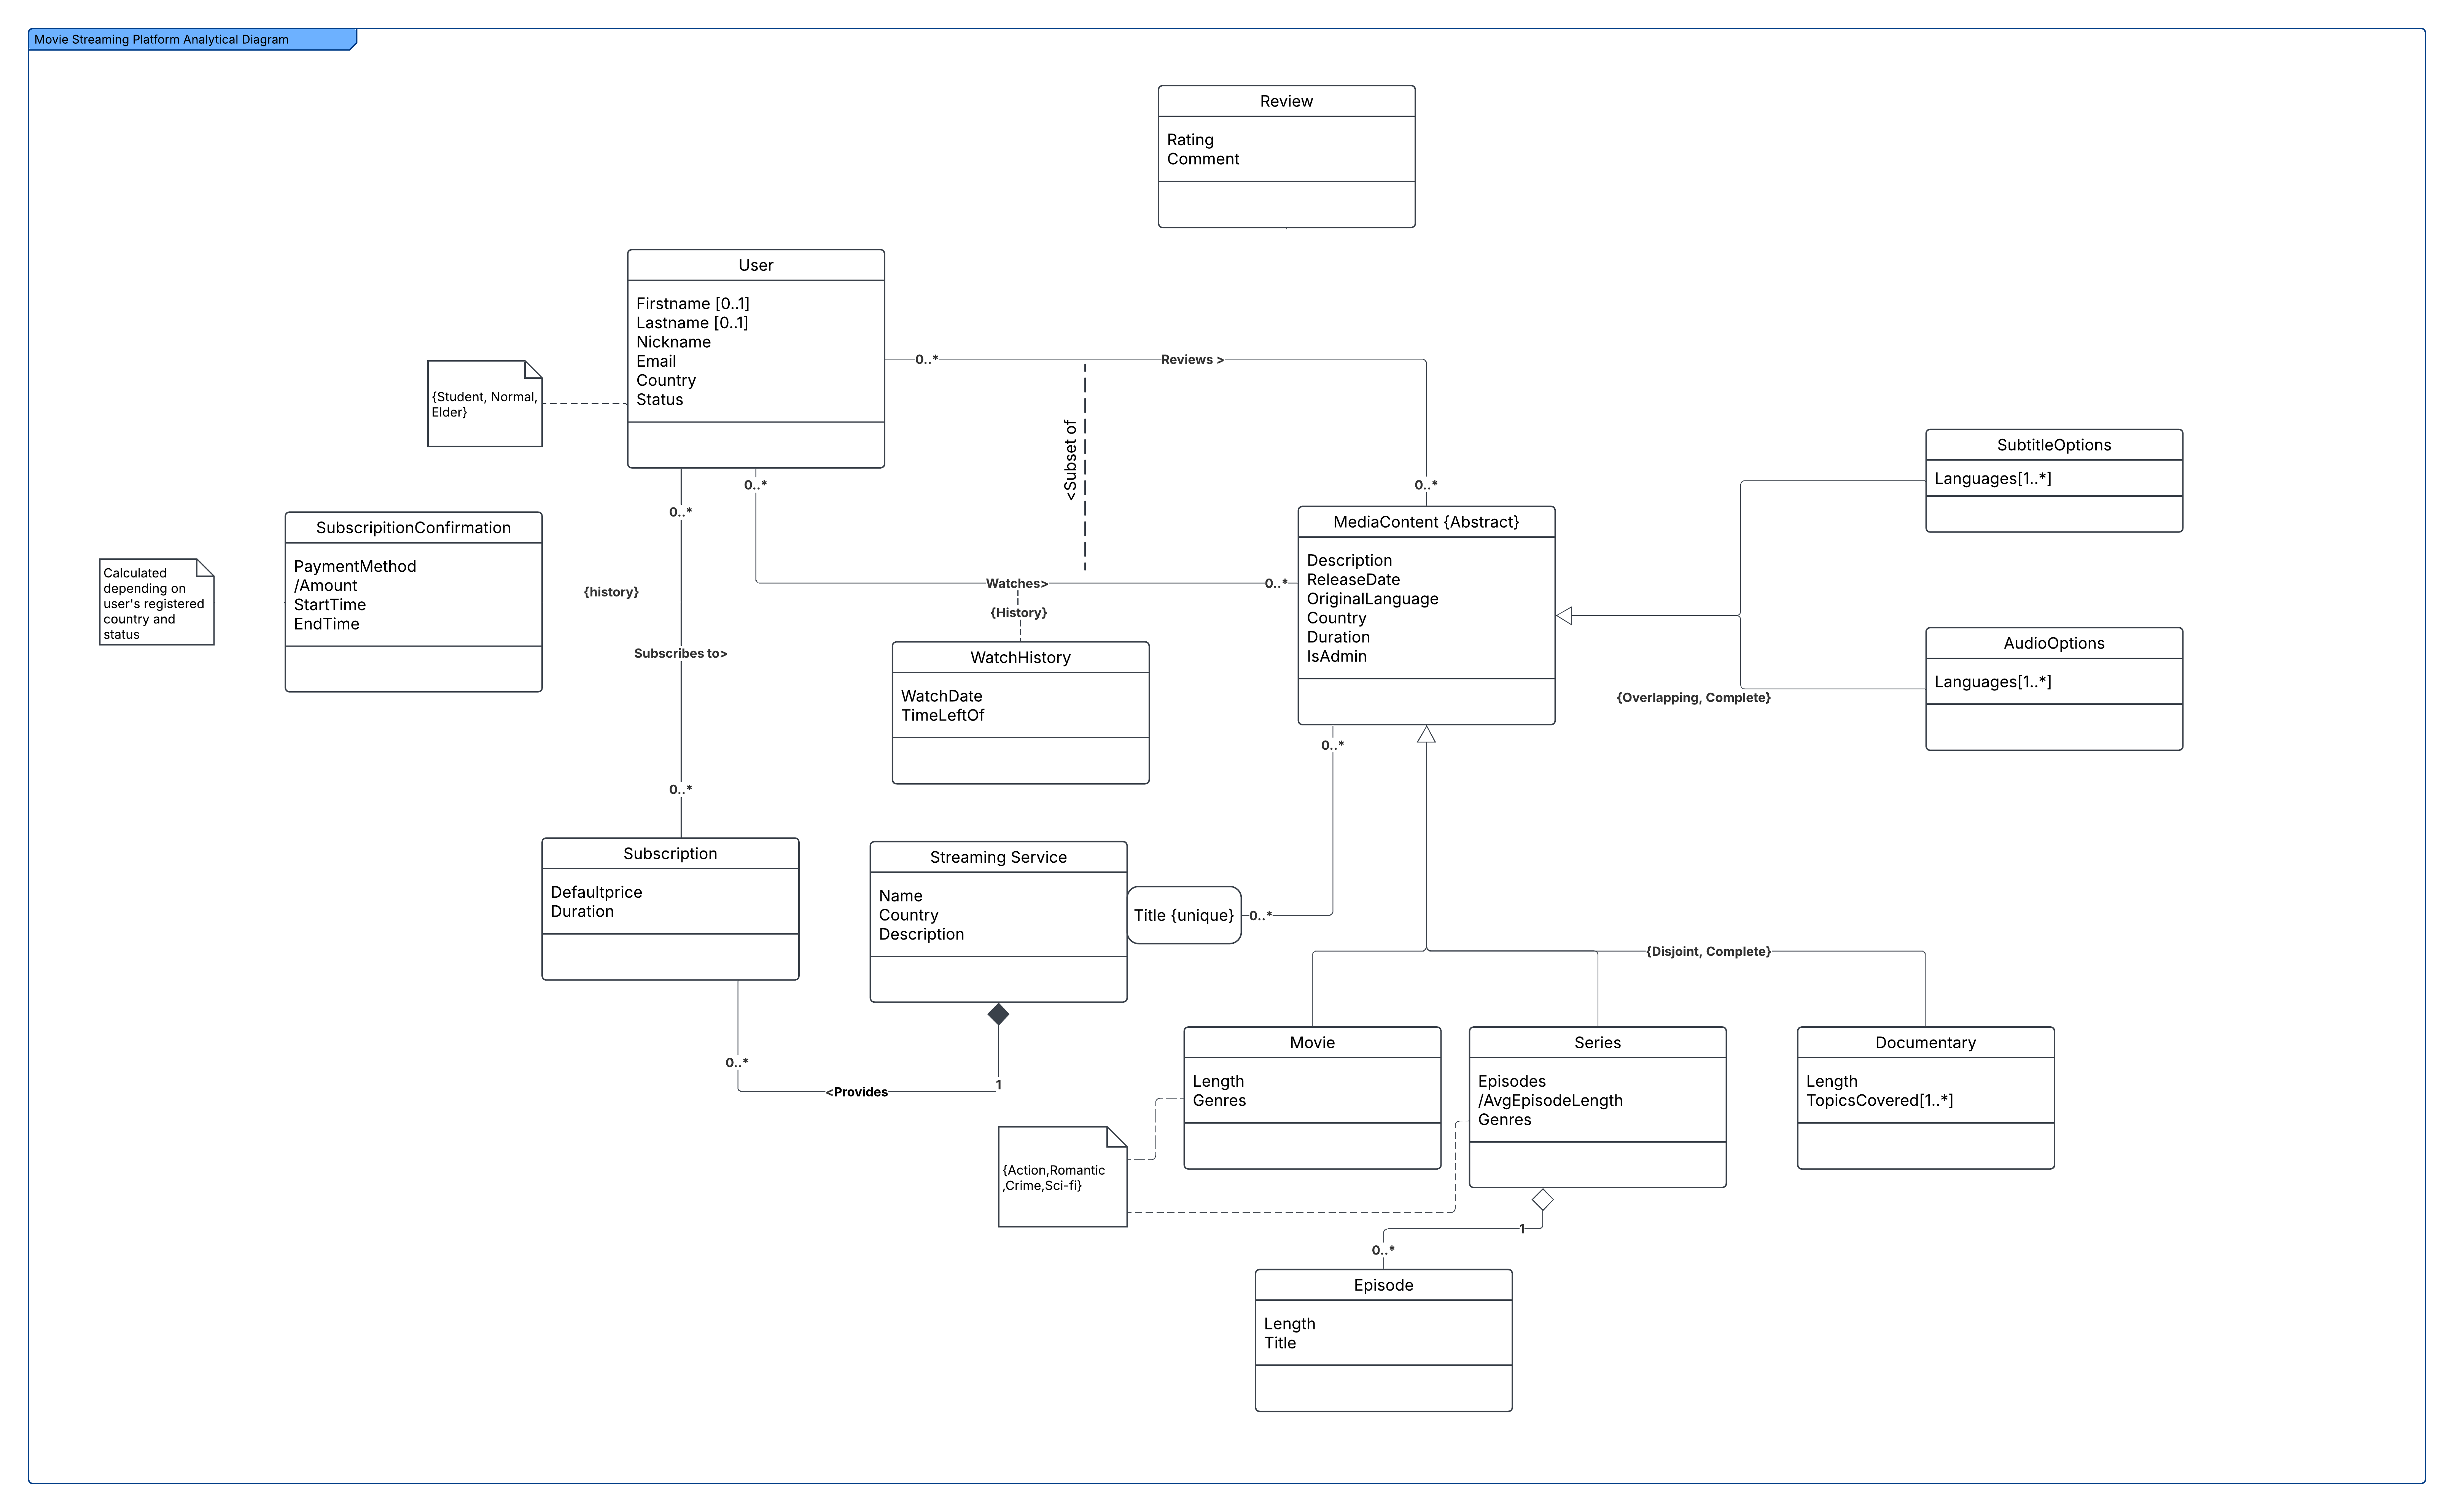 Movie Streaming Platform Analytical Diagram
Review
Rating
Comment
User
Firstname [0..1]
Lastname [0..1]
Nickname
Email
Country
Status
{Student, Normal,
Elder}
0..*
Reviews >
0..*
<Subset of
0..*
0..*
Watches>
0..*
{History}
WatchHistory
WatchDate
TimeLeftOf
MediaContent {Abstract}
Description
ReleaseDate
OriginalLanguage
Country
Duration
IsAdmin
SubtitleOptions
Languages[1..*]
AudioOptions
Languages[1..*]
{Overlapping, Complete}
SubscripitionConfirmation
PaymentMethod
/Amount
StartTime
EndTime
Calculated
depending on
user's registered
country and
status
{history}
Subscribes to>
0..*
Subscription
Defaultprice
Duration
Streaming Service
Name
Country
Description
Title {unique}
0..*
0..*
{Disjoint, Complete}
0..*
<Provides
1
Movie
Length
Genres
Series
Episodes
/AvgEpisodeLength
Genres
Documentary
Length
TopicsCovered[1..*]
{Action,Romantic
,Crime,Sci-fi}
1
0..*
Episode
Length
Title